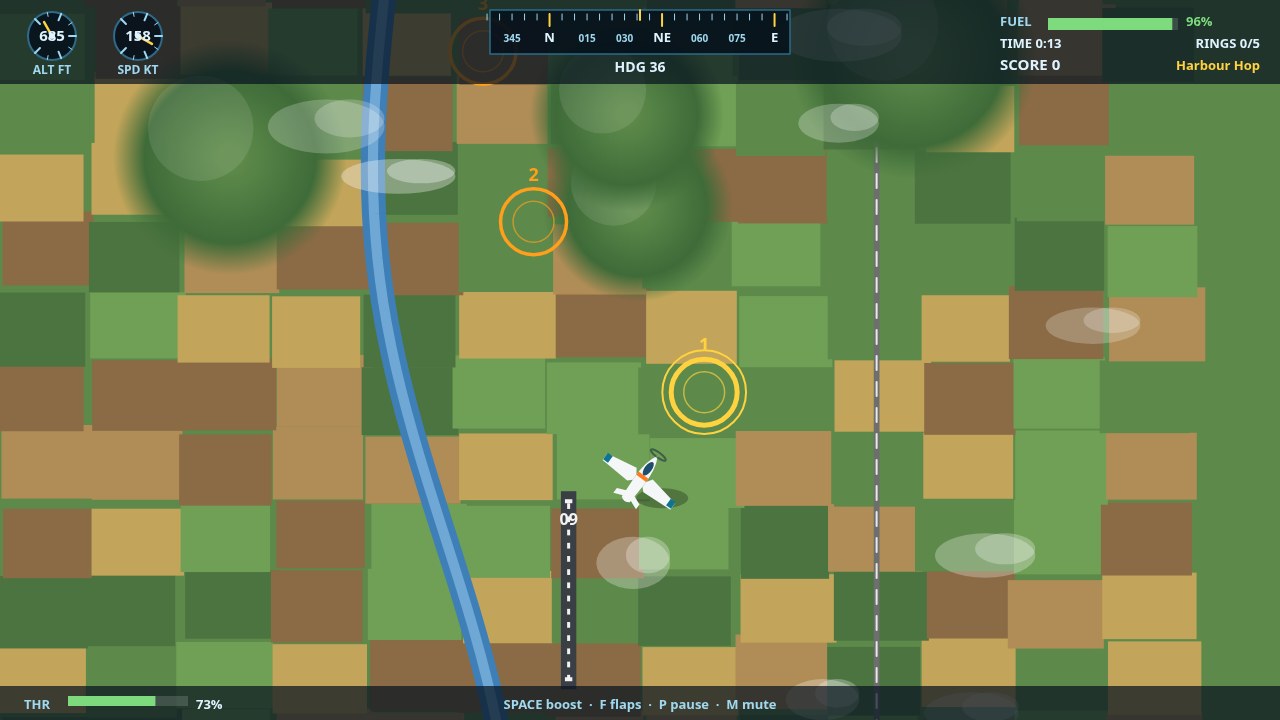 685
ALT FT
158
SPD KT
3
345 N 015 030 NE 060 075 E
HDG 36
FUEL 96%
TIME 0:13 RINGS 0/5
SCORE 0 Harbour Hop
2
1
09
THR 73% SPACE boost · F flaps · P pause · M mute